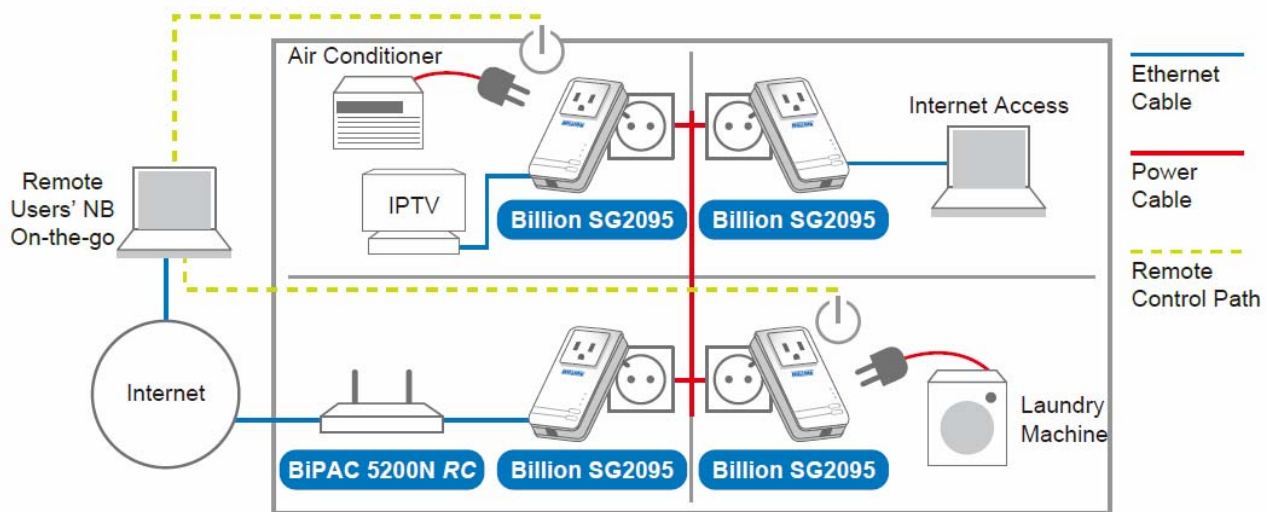 Air Conditioner
Internet Access
Ethernet
Cable
Power
Cable
Remote
Control Path
Remote
Users' NB
On-the-go
IPTV
Billion SG2095
Billion SG2095
Internet
Laundry
Machine
BiPAC 5200N RC
Billion SG2095
Billion SG2095